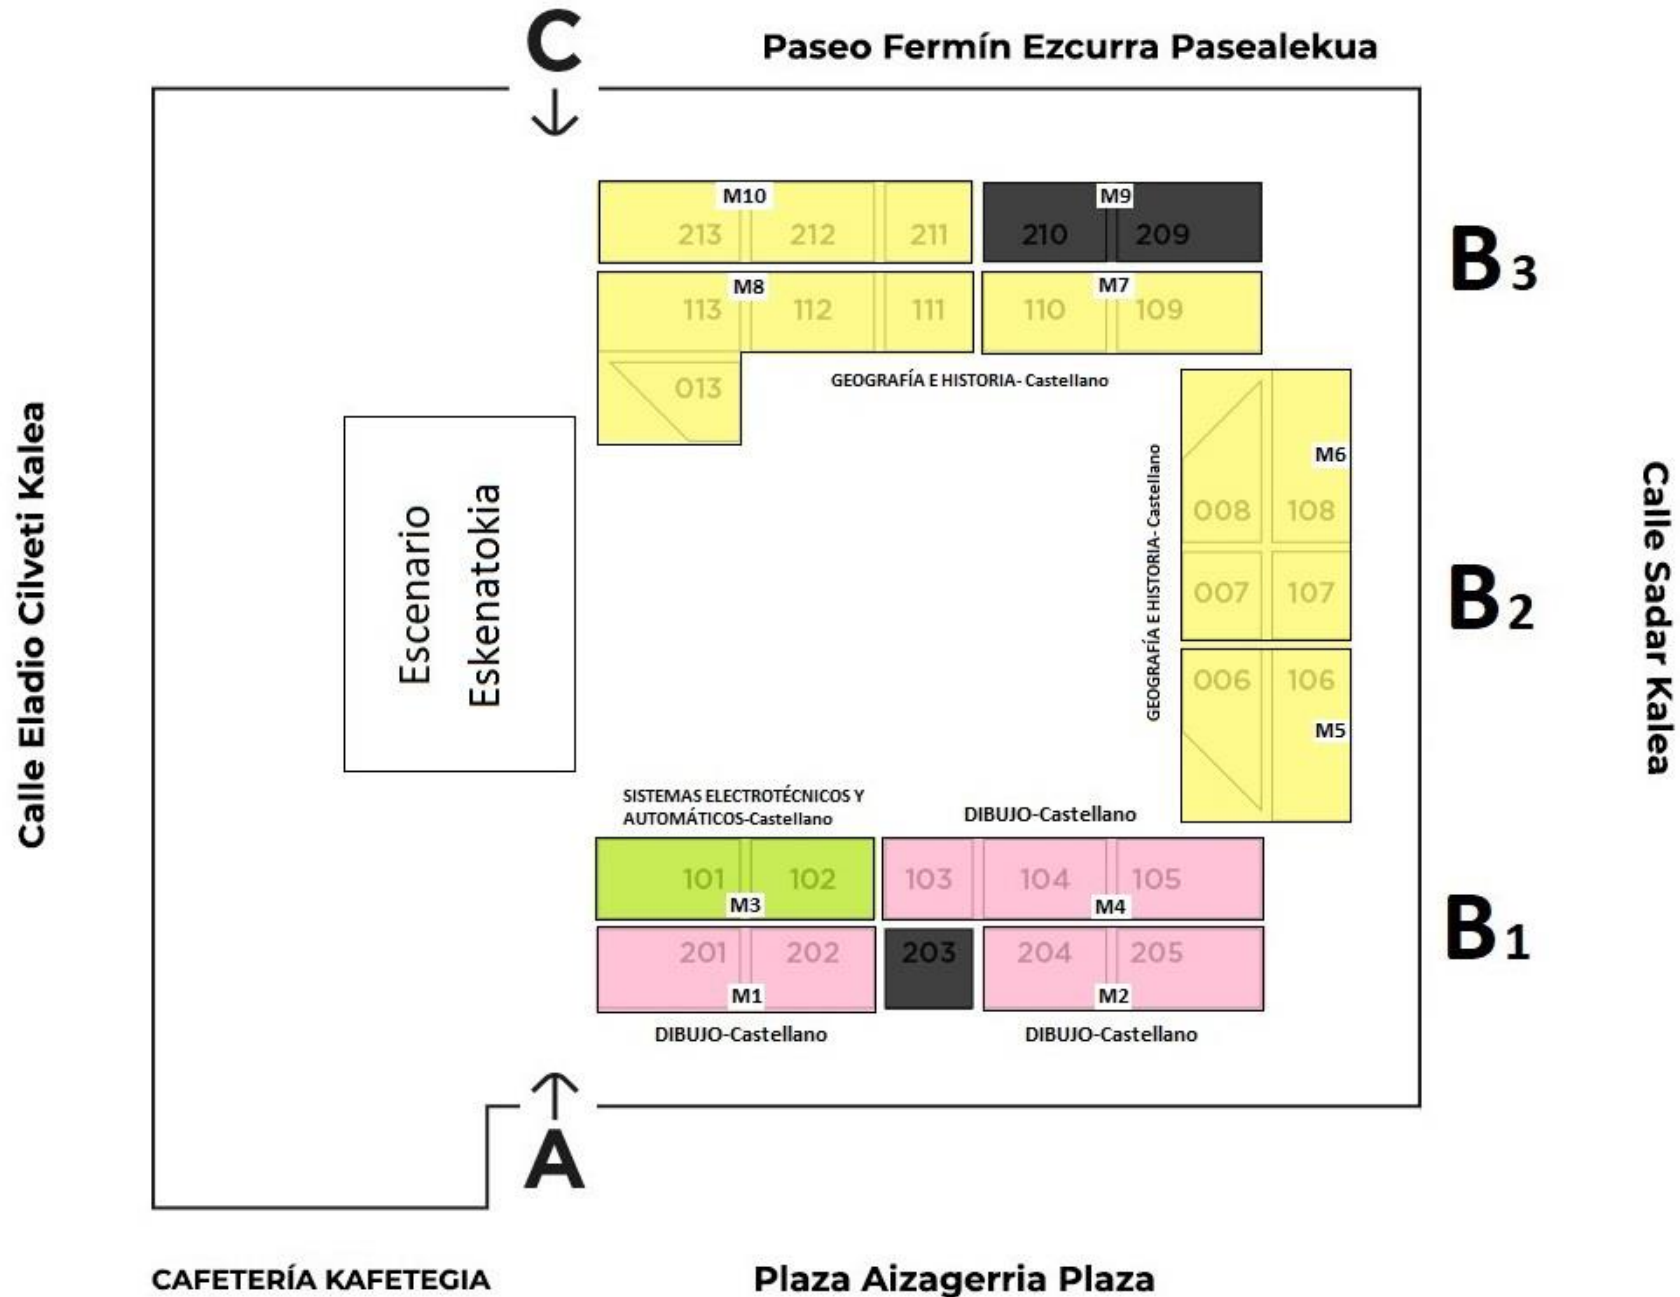 C
Paseo Fermín Ezcurra Pasealekua
M10
M9
213 212 211 210 209
B3
M8
M7
113 112 111 110 109
013
GEOGRAFÍA E HISTORIA- Castellano
Calle Eladio Cilveti Kalea
Escenario
Eskenatokia
GEOGRAFÍA E HISTORIA- Castellano
M6
008 108
007 107
006 106
M5
B2
Calle Sadar Kalea
SISTEMAS ELECTROTÉCNICOS Y
AUTOMÁTICOS-Castellano
DIBUJO-Castellano
101 102 103 104 105
M3
M4
201 202 203 204 205
M1
M2
B1
DIBUJO-Castellano
DIBUJO-Castellano
A
CAFETERÍA KAFETEGIA
Plaza Aizagerria Plaza